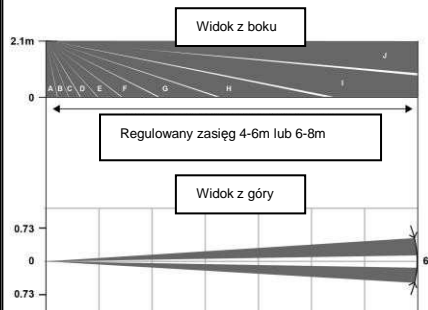 Widok z boku
2.1m
J
I
A B C D E F G H
0
Regulowany zasięg 4-6m lub 6-8m
Widok z góry
0.73
0
6
0.73